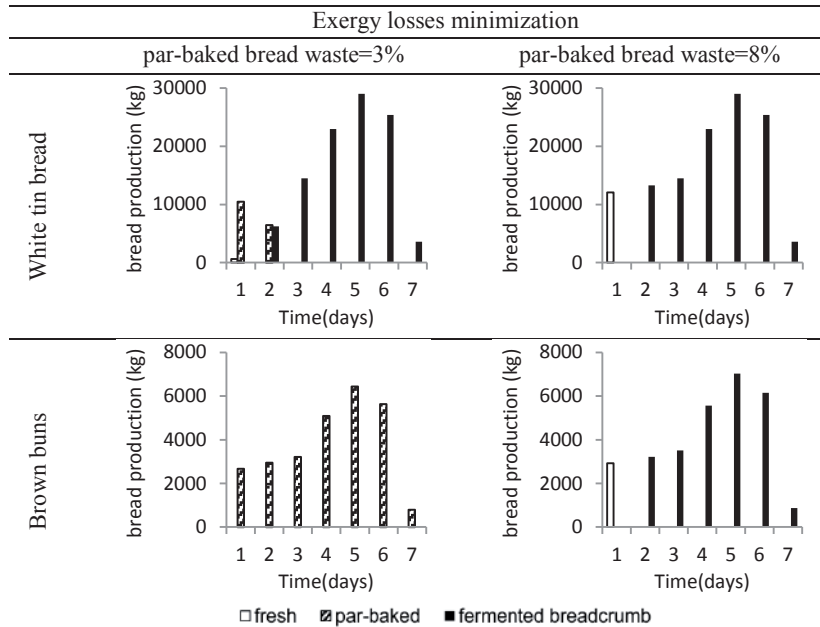 Exergy losses minimization
par-baked bread waste=3% par-baked bread waste=8%
White tin bread
bread production (kg)
30000
20000
10000
0
1 2 3 4 5 6 7
Time(days)
bread production (kg)
30000
20000
10000
0
1 2 3 4 5 6 7
Time(days)
Brown buns
bread production (kg)
8000
6000
4000
2000
0
1 2 3 4 5 6 7
Time(days)
bread production (kg)
8000
6000
4000
2000
0
1 2 3 4 5 6 7
Time(days)
fresh par-baked fermented breadcrumb